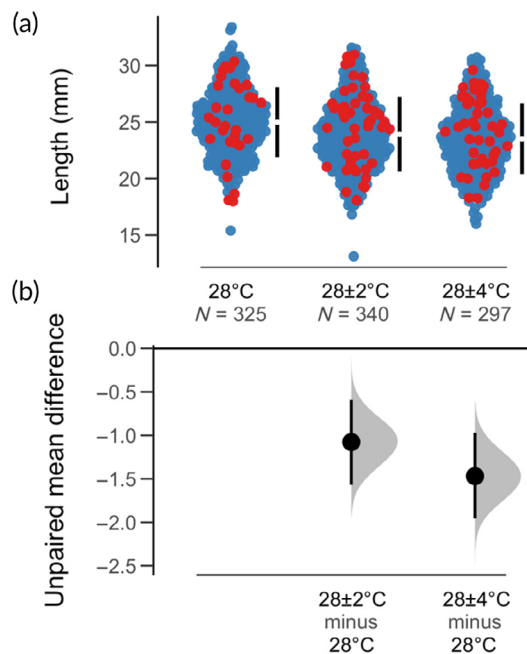 (a)
Length (mm)
30
25
20
15
28°C
N = 325
28±2°C
N = 340
28±4°C
N = 297
(b)
Unpaired mean difference
0.0
−0.5
−1.0
−1.5
−2.0
−2.5
28±2°C
minus
28°C
28±4°C
minus
28°C